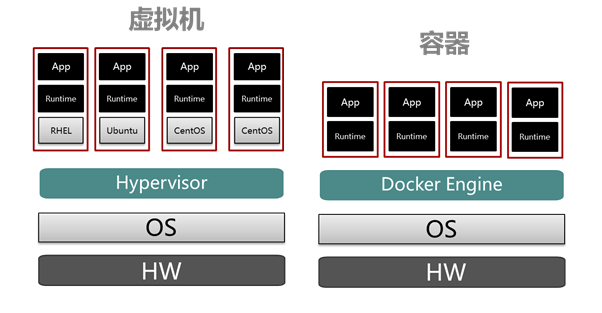 虚拟机
App App App App
Runtime Runtime Runtime Runtime
RHEL Ubuntu CentOS CentOS
Hypervisor
OS
HW
容器
App App App App
Runtime Runtime Runtime Runtime
Docker Engine
OS
HW